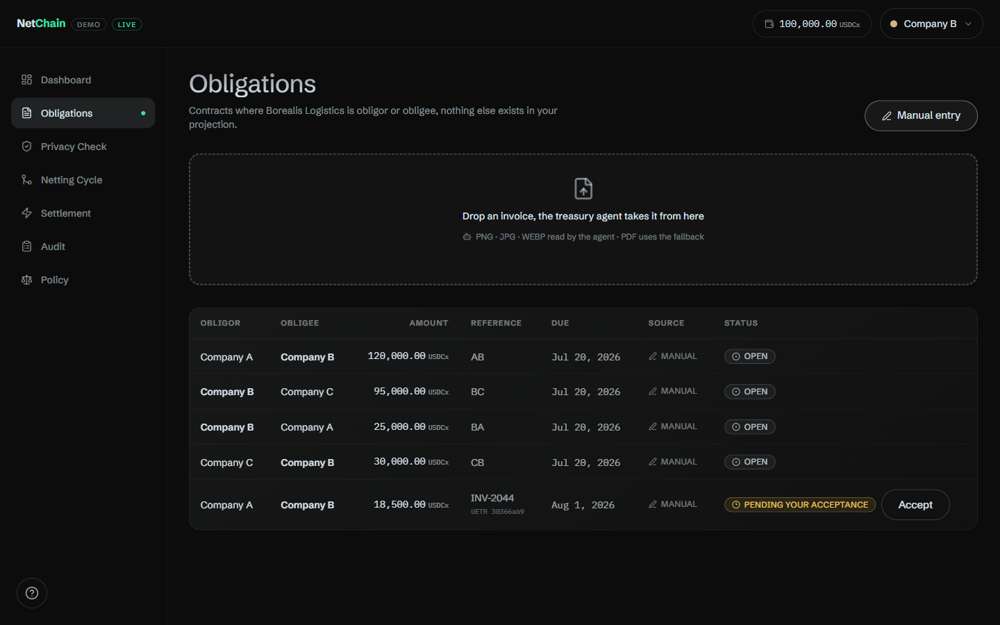 NetChain DEMO LIVE
100,000.00 USDCx
Company B
Dashboard
Obligations
Privacy Check
Netting Cycle
Settlement
Audit
Policy
Obligations
Contracts where Borealis Logistics is obligor or obligee, nothing else exists in your
projection.
Manual entry
Drop an invoice, the treasury agent takes it from here
PNG · JPG · WEBP read by the agent · PDF uses the fallback
OBLIGOR OBLIGEE AMOUNT REFERENCE DUE SOURCE STATUS
Company A Company B 120,000.00 USDCx AB Jul 20, 2026 MANUAL OPEN
Company B Company C 95,000.00 USDCx BC Jul 20, 2026 MANUAL OPEN
Company B Company A 25,000.00 USDCx BA Jul 20, 2026 MANUAL OPEN
Company C Company B 30,000.00 USDCx CB Jul 20, 2026 MANUAL OPEN
Company A Company B 18,500.00 USDCx INV-2044 Aug 1, 2026 MANUAL PENDING YOUR ACCEPTANCE Accept
UETR 30366ab9